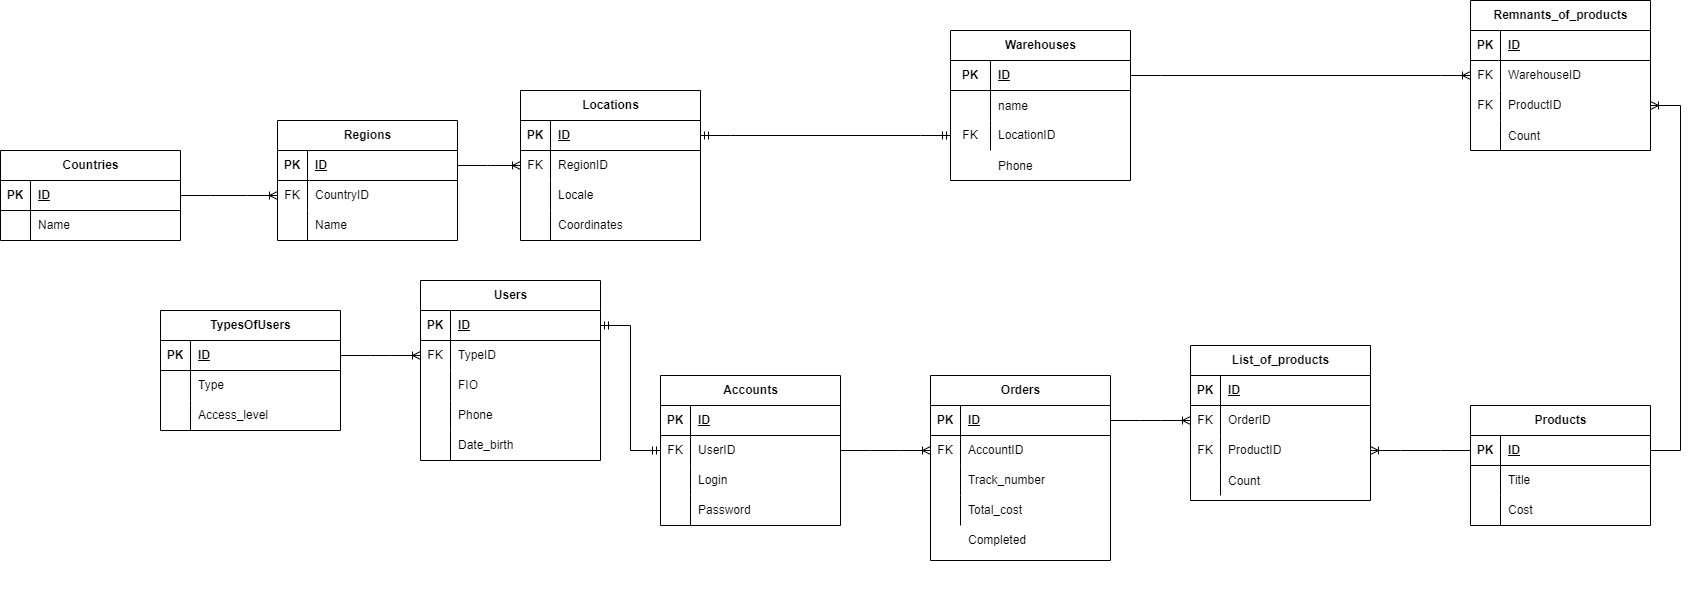 Remnants_of_products
PK ID
FK WarehouseID
FK ProductID
Count
Warehouses
PK ID
name
FK LocationID
Phone
Locations
PK ID
FK RegionID
Locale
Coordinates
Regions
PK ID
FK CountryID
Name
Countries
PK ID
Name
Users
PK ID
FK TypeID
FIO
Phone
Date_birth
TypesOfUsers
PK ID
Type
Access_level
Accounts
PK ID
FK UserID
Login
Password
Orders
PK ID
FK AccountID
Track_number
Total_cost
Completed
List_of_products
PK ID
FK OrderID
FK ProductID
Count
Products
PK ID
Title
Cost